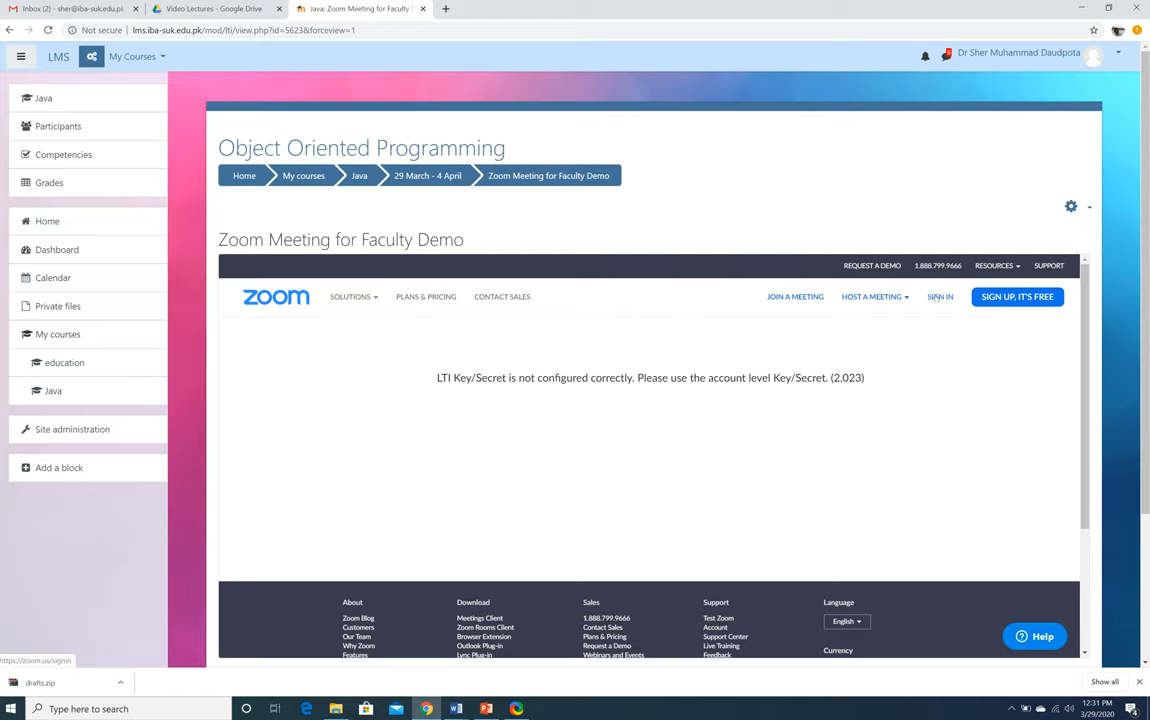 Inbox (2) - sher@iba-suk.edu.pk
Video Lectures - Google Drive
Java: Zoom Meeting for Faculty D
Not secure | lms.iba-suk.edu.pk/mod/lti/view.php?id=5623&forceview=1
LMS
My Courses
6
Dr Sher Muhammad Daudpota
Java
Participants
Competencies
Grades
Home
Dashboard
Calendar
Private files
My courses
education
Java
Site administration
Add a block
Object Oriented Programming
Home My courses Java 29 March - 4 April Zoom Meeting for Faculty Demo
Zoom Meeting for Faculty Demo
REQUEST A DEMO 1.888.799.9666 RESOURCES SUPPORT
zoom SOLUTIONS PLANS & PRICING CONTACT SALES JOIN A MEETING HOST A MEETING SIGN IN SIGN UP, IT'S FREE
LTI Key/Secret is not configured correctly. Please use the account level Key/Secret. (2,023)
About
Zoom Blog
Customers
Our Team
Why Zoom
Features
Download
Meetings Client
Zoom Rooms Client
Browser Extension
Outlook Plug-in
Lync Plug-in
Sales
1.888.799.9666
Contact Sales
Plans & Pricing
Request a Demo
Webinars and Events
Support
Test Zoom
Account
Support Center
Live Training
Feedback
Language
English
Currency
Help
https://zoom.us/signin
drafts.zip
Show all
Type here to search
12:31 PM
3/29/2020
4